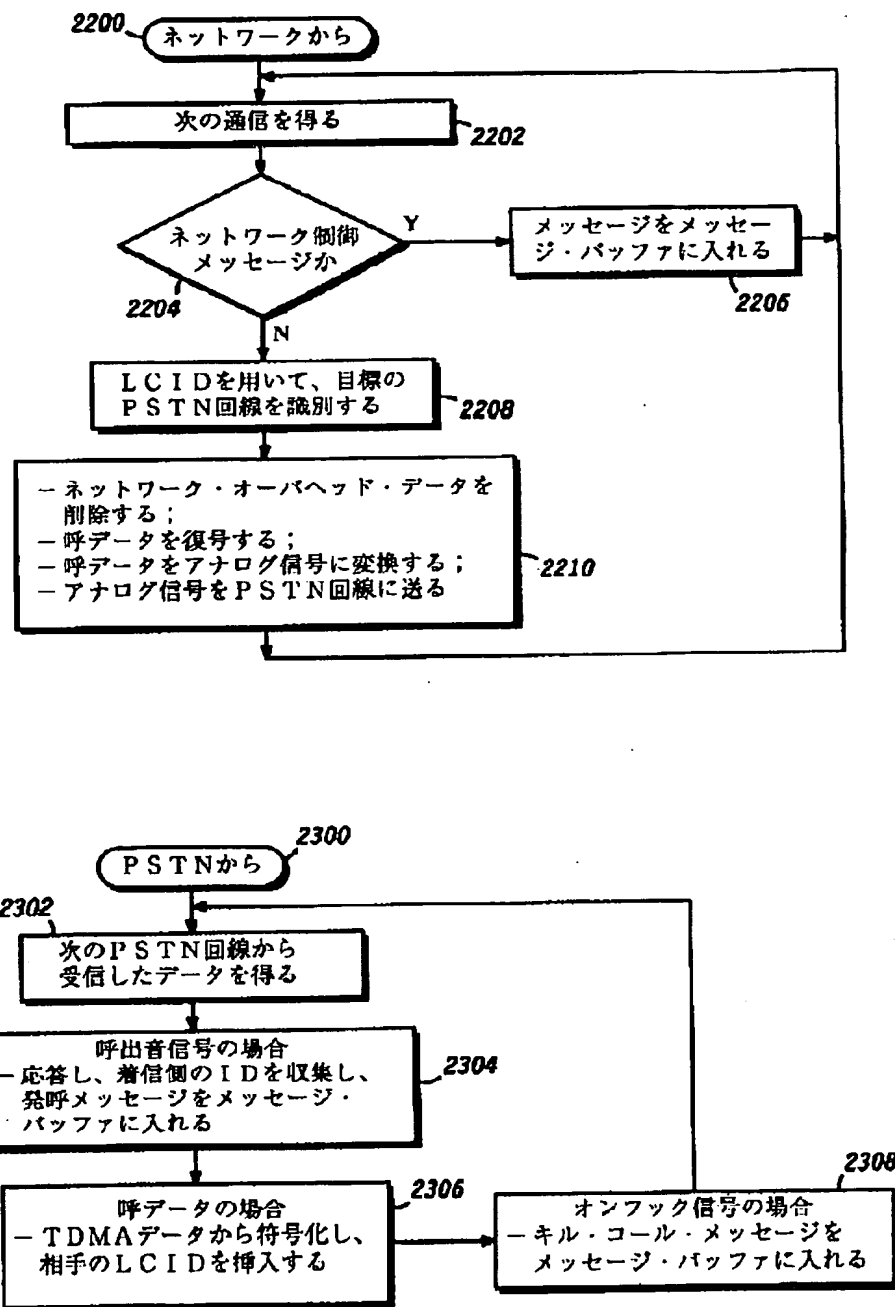 2200
ネットワークから
次の通信を得る
2202
ネットワーク制御
メッセージか
2204
Y
メッセージをメッセー
ジ・バッファに入れる
2206
N
LCIDを用いて、目標の
PSTN回線を識別する
2208
－ネットワーク・オーバヘッド・データを
削除する；
－呼データを復号する；
－呼データをアナログ信号に変換する；
－アナログ信号をPSTN回線に送る
2210
PSTNから
2300
2302
次のPSTN回線から
受信したデータを得る
呼出音信号の場合
－応答し、着信側のIDを収集し、
発呼メッセージをメッセージ・
バッファに入れる
2304
呼データの場合
－TDMAデータから符号化し、
相手のLCIDを挿入する
2306
オンフック信号の場合
－キル・コール・メッセージを
メッセージ・バッファに入れる
2308